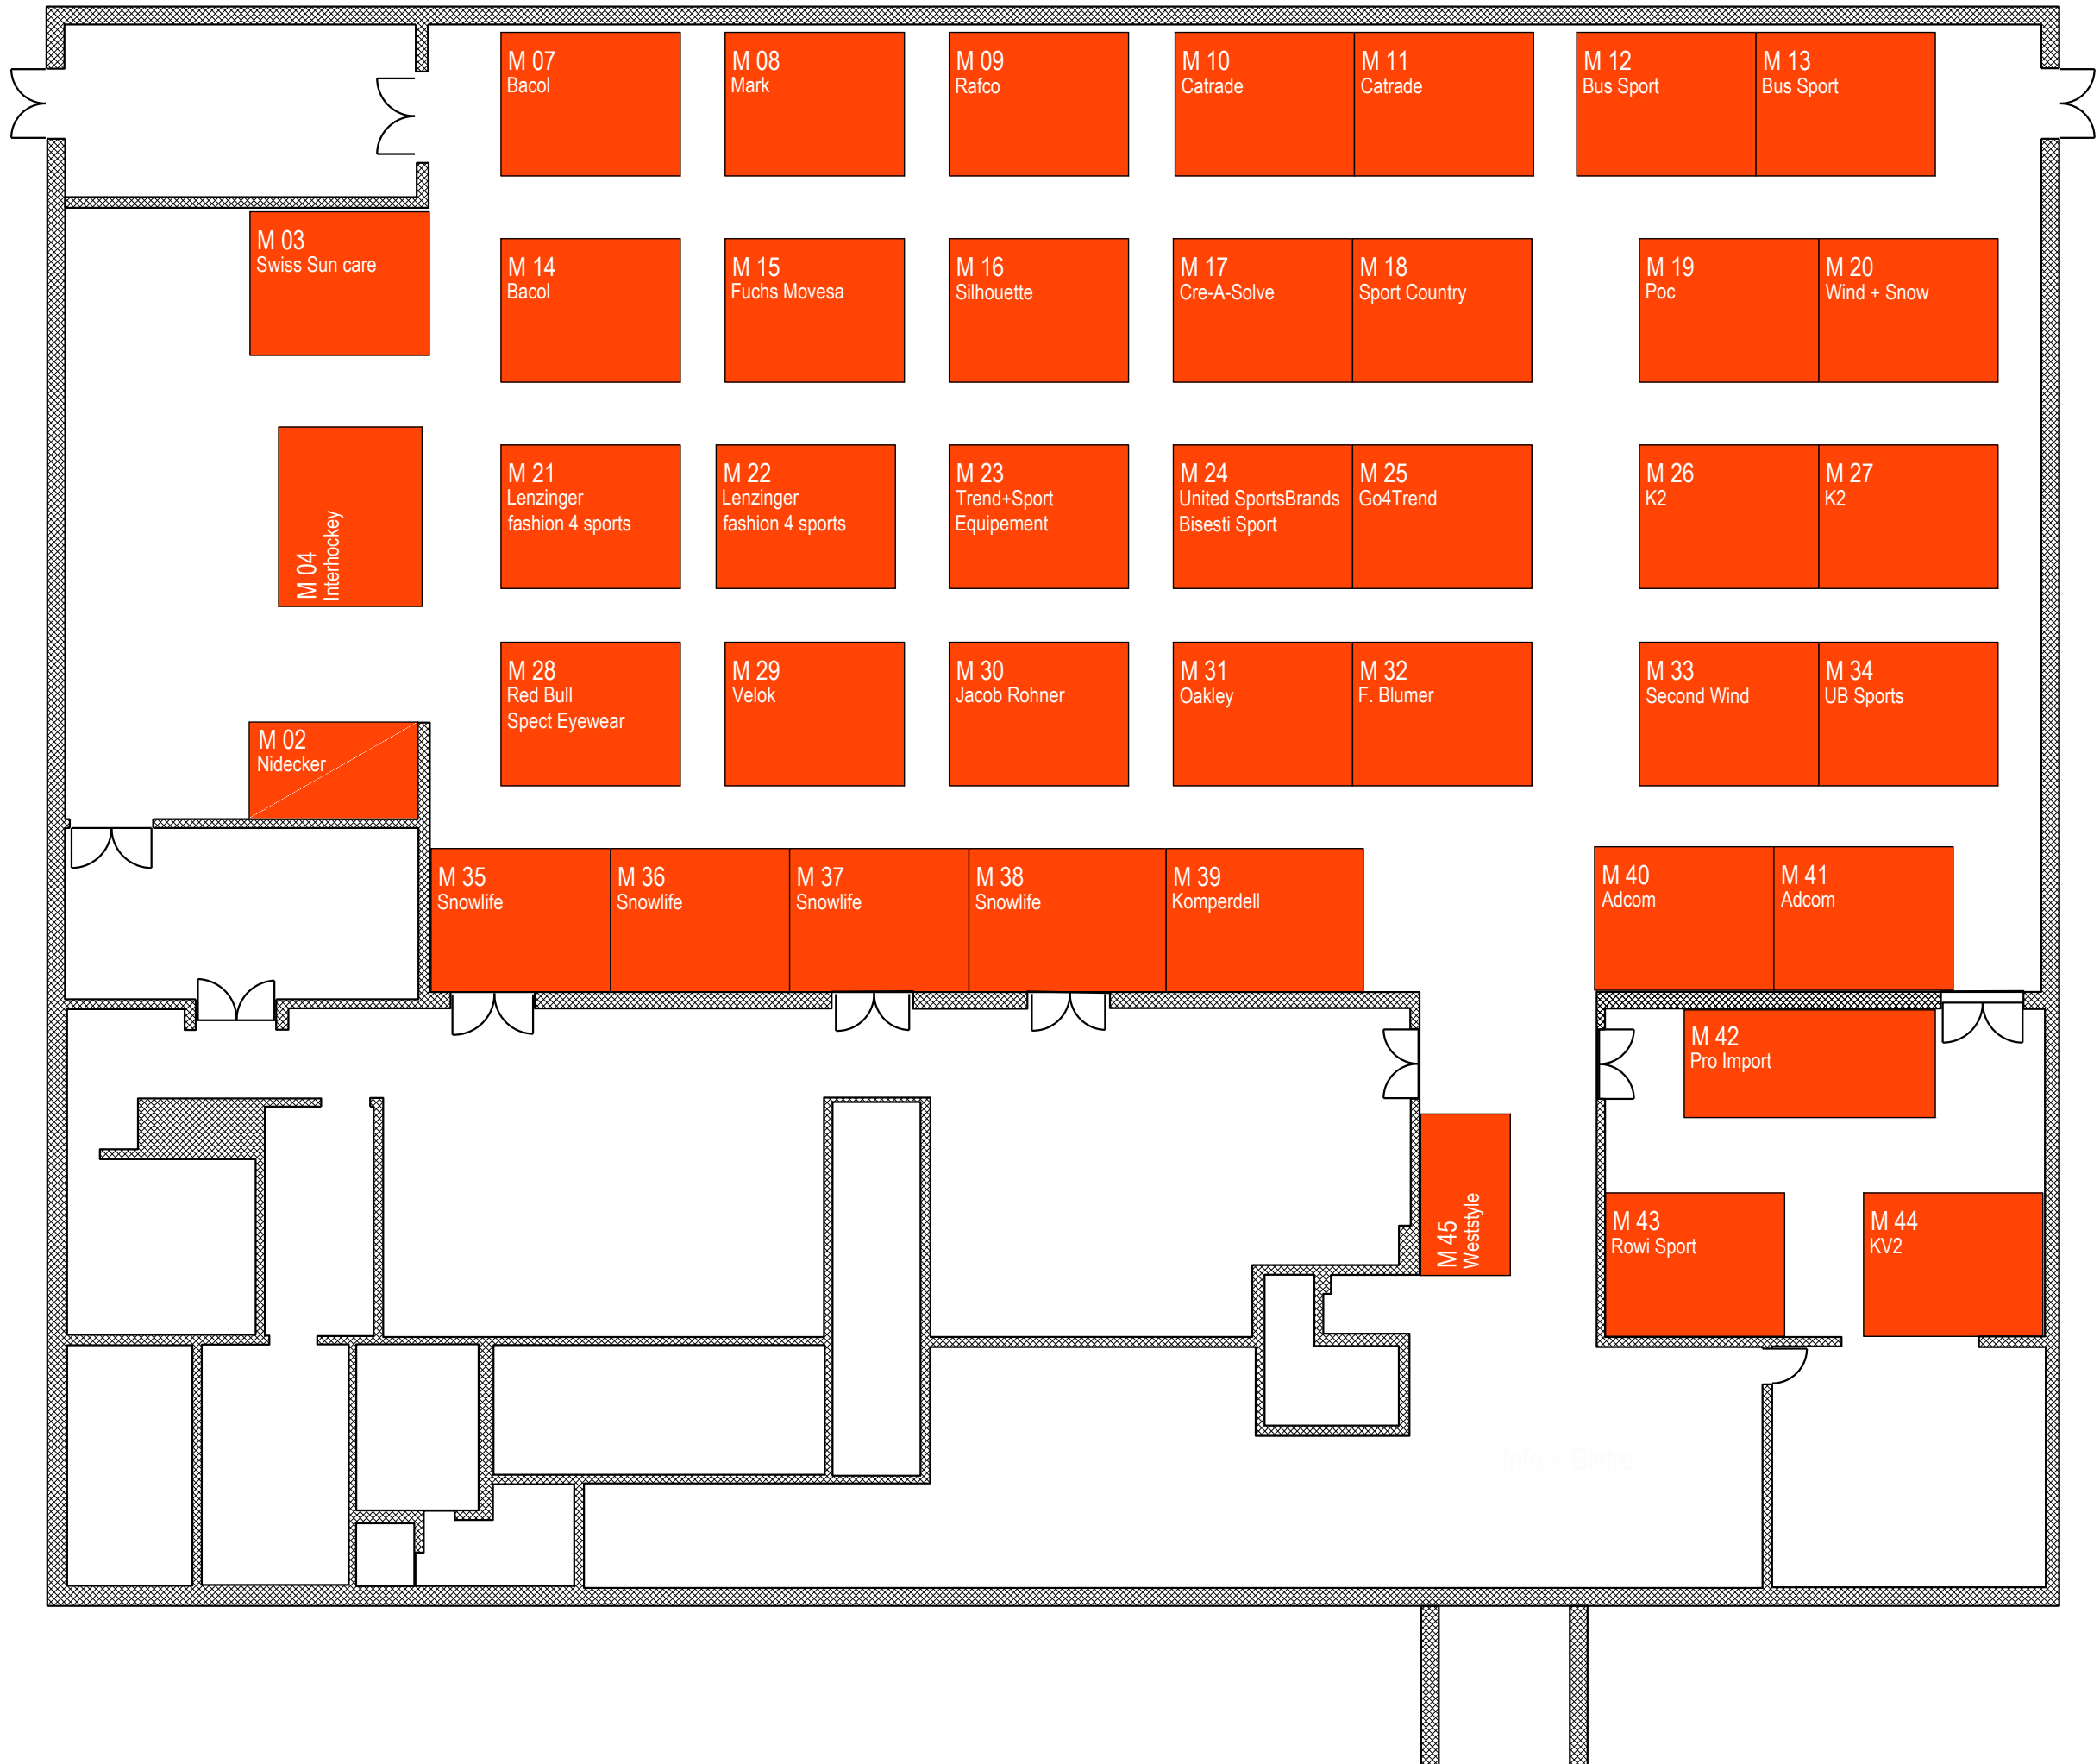 M 07
Bacol
M 08
Mark
M 09
Rafco
M 10
Catrade
M 11
Catrade
M 12
Bus Sport
M 13
Bus Sport
M 03
Swiss Sun care
M 14
Bacol
M 15
Fuchs Movesa
M 16
Silhouette
M 17
Cre-A-Solve
M 18
Sport Country
M 19
Poc
M 20
Wind + Snow
M 04
Interhockey
M 21
Lenzinger
fashion 4 sports
M 22
Lenzinger
fashion 4 sports
M 23
Trend+Sport
Equipement
M 24
United SportsBrands
Bisesti Sport
M 25
Go4Trend
M 26
K2
M 27
K2
M 28
Red Bull
Spect Eyewear
M 29
Velok
M 30
Jacob Rohner
M 31
Oakley
M 32
F. Blumer
M 33
Second Wind
M 34
UB Sports
M 02
Nidecker
M 35
Snowlife
M 36
Snowlife
M 37
Snowlife
M 38
Snowlife
M 39
Komperdell
M 40
Adcom
M 41
Adcom
M 42
Pro Import
M 45
Weststyle
M 43
Rowi Sport
M 44
KV2